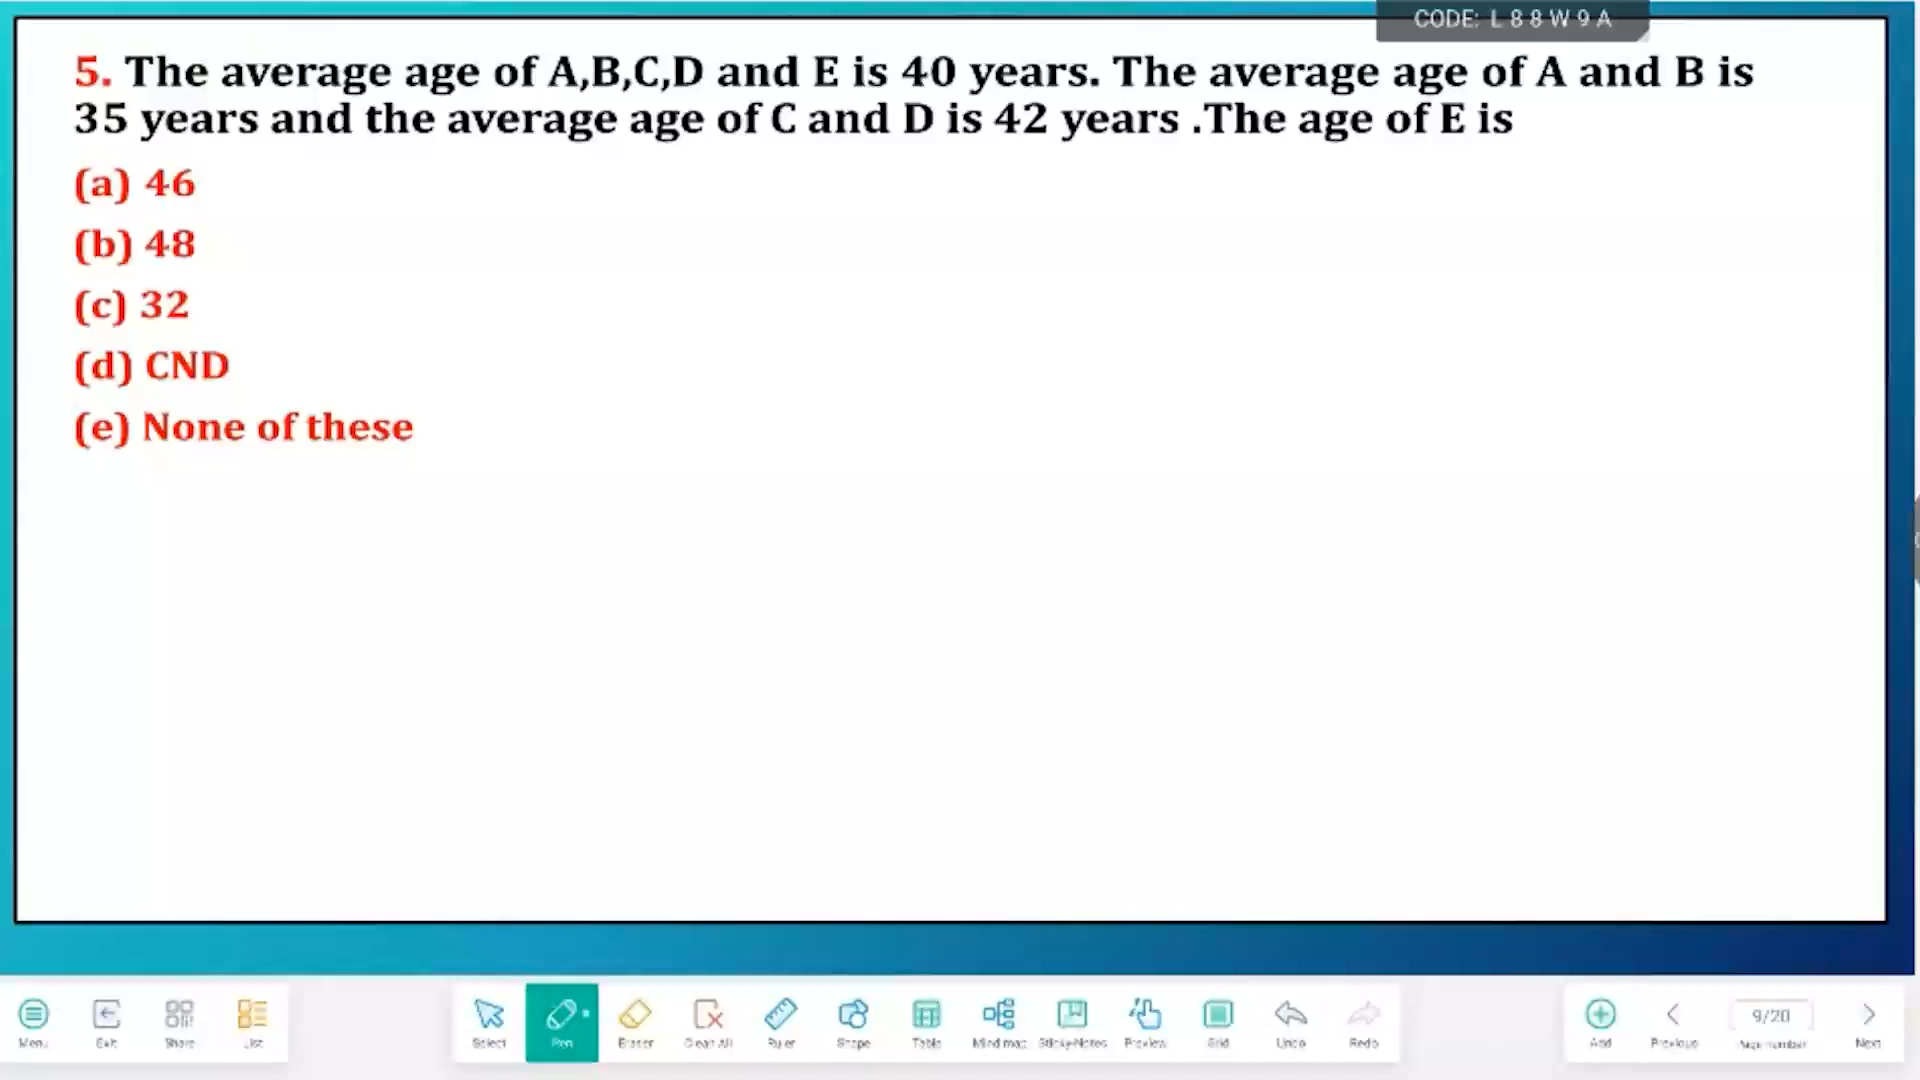 CODE: L 8 8 W 9 A
5. The average age of A,B,C,D and E is 40 years. The average age of A and B is
35 years and the average age of C and D is 42 years .The age of E is
(a) 46
(b) 48
(c) 32
(d) CND
(e) None of these
Menu Exit Share List Select Pen Eraser Clean All Ruler Shape Table Mind map Sticky-Notes Preview Grid Undo Redo Add Previous 9/20 Page number Next